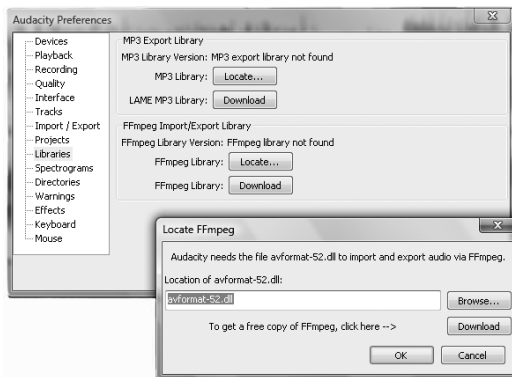 Audacity Preferences
Devices
Playback
Recording
Quality
Interface
Tracks
Import / Export
Projects
Libraries
Spectrograms
Directories
Warnings
Effects
Keyboard
Mouse
MP3 Export Library
MP3 Library Version: MP3 export library not found
MP3 Library: Locate...
LAME MP3 Library: Download
FFmpeg Import/Export Library
FFmpeg Library Version: FFmpeg library not found
FFmpeg Library: Locate...
FFmpeg Library: Download
Locate FFmpeg
Audacity needs the file avformat-52.dll to import and export audio via FFmpeg.
Location of avformat-52.dll:
avformat-52.dll Browse...
To get a free copy of FFmpeg, click here --> Download
OK Cancel